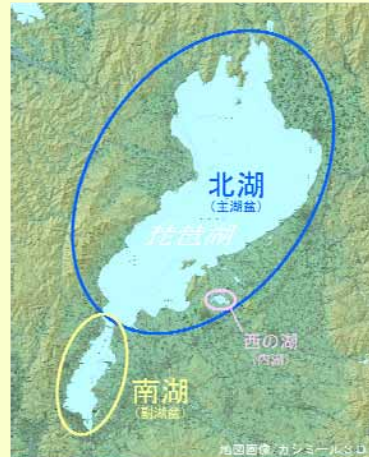 北湖
(主湖盆)
琵琶湖
西の湖
(内湖)
南湖
(副湖盆)
地図画像/カシミール3D